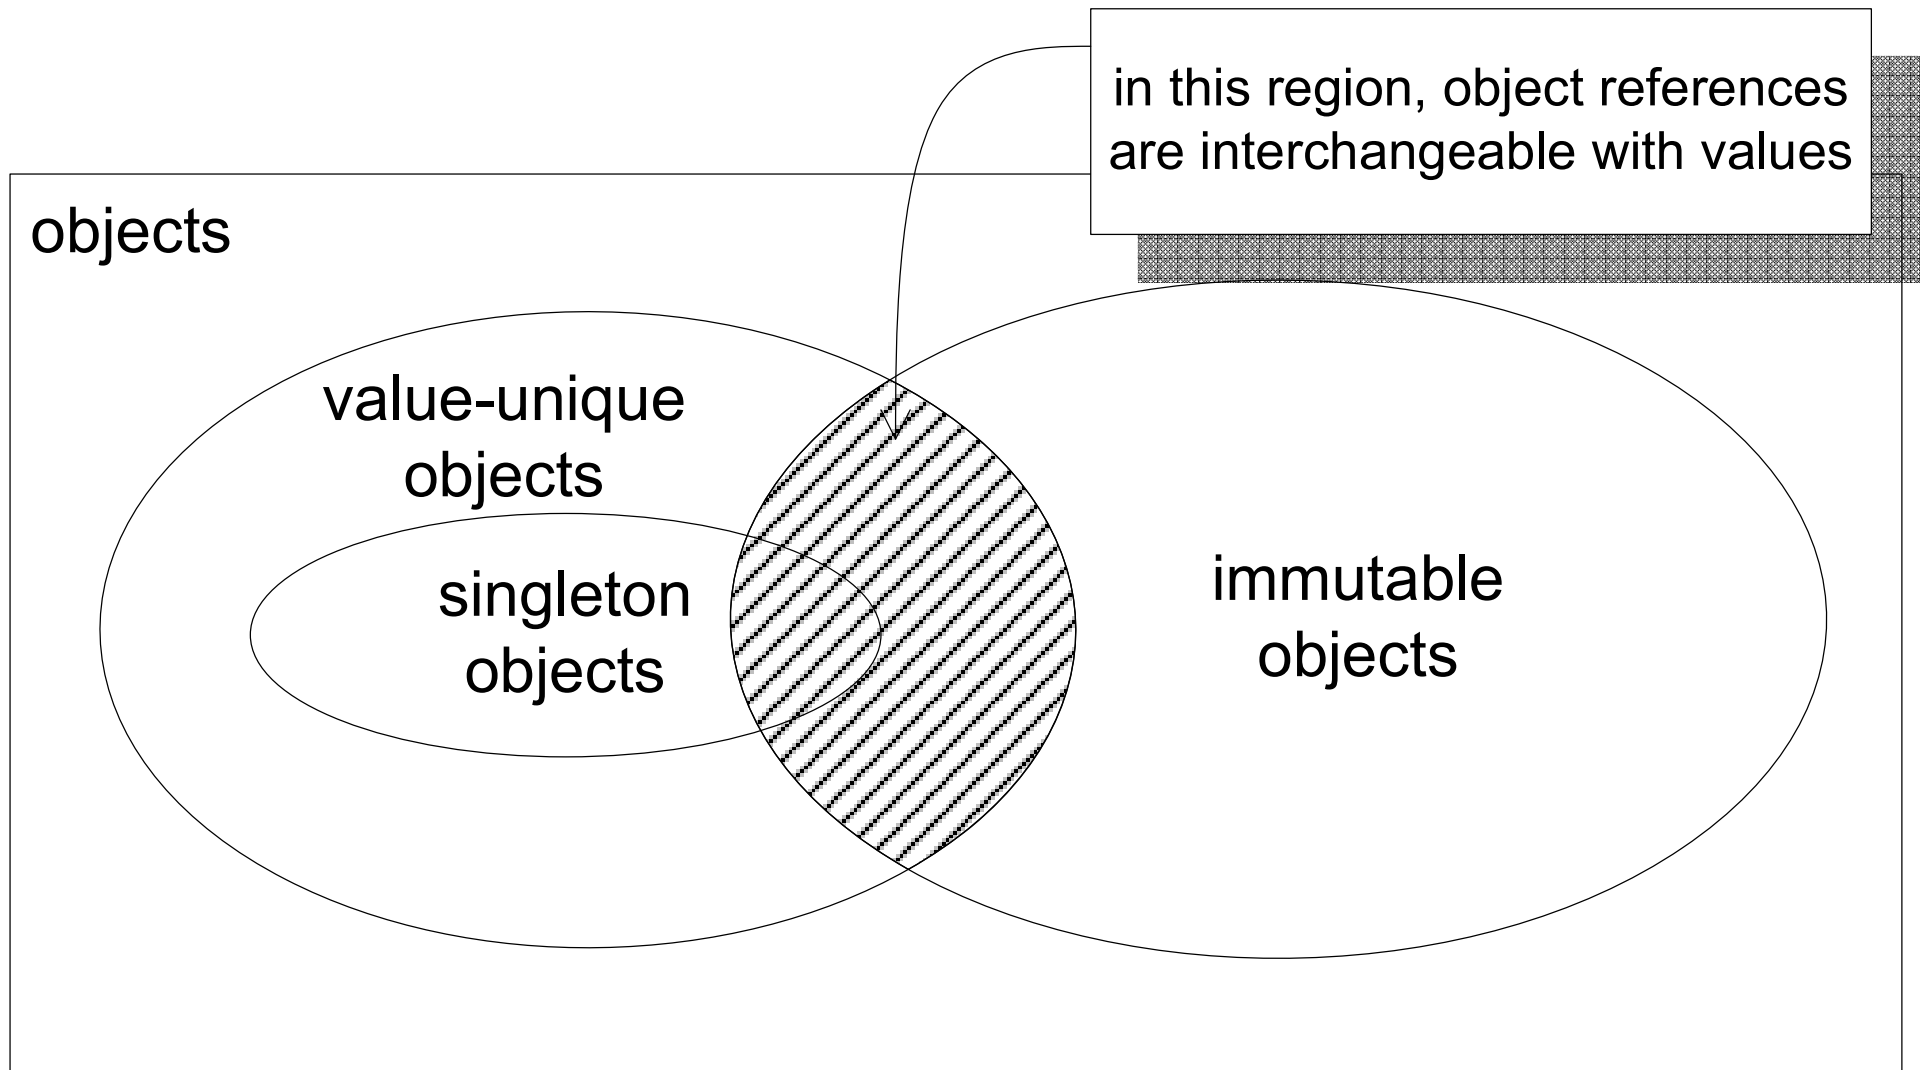 in this region, object references
are interchangeable with values
objects
value-unique
objects
singleton
objects
immutable
objects